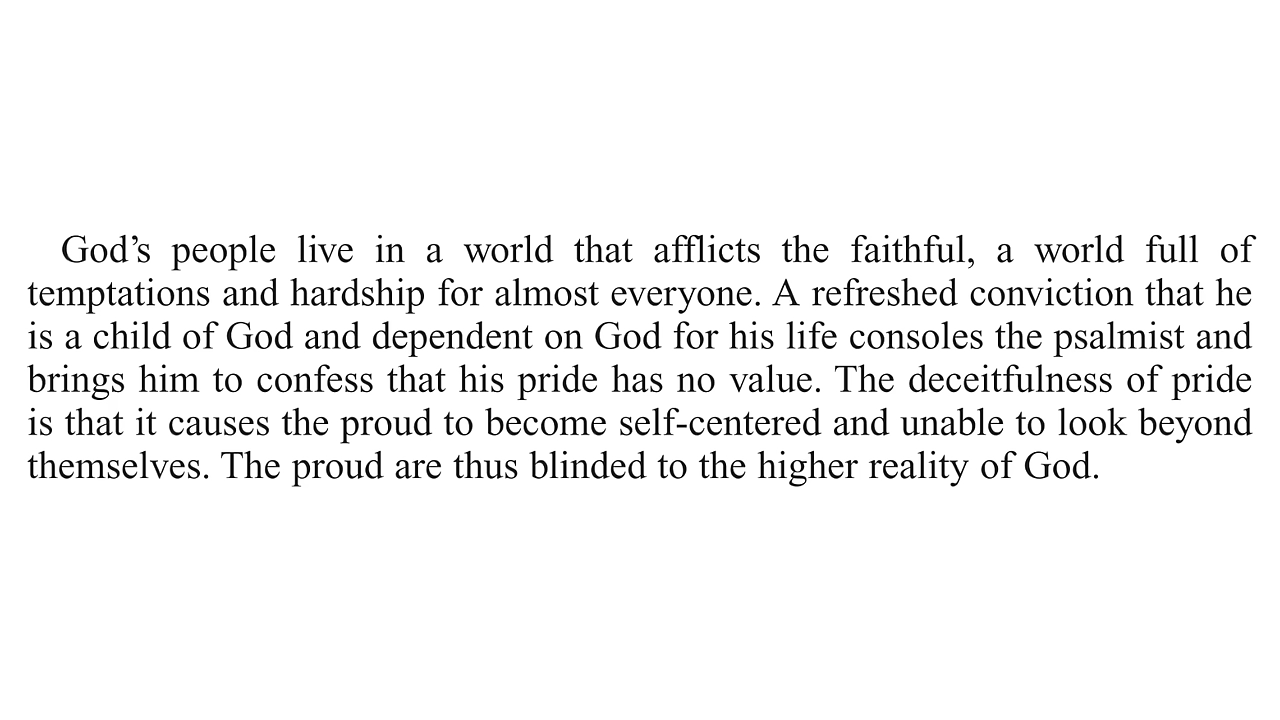 God’s people live in a world that afflicts the faithful, a world full of
temptations and hardship for almost everyone. A refreshed conviction that he
is a child of God and dependent on God for his life consoles the psalmist and
brings him to confess that his pride has no value. The deceitfulness of pride
is that it causes the proud to become self-centered and unable to look beyond
themselves. The proud are thus blinded to the higher reality of God.